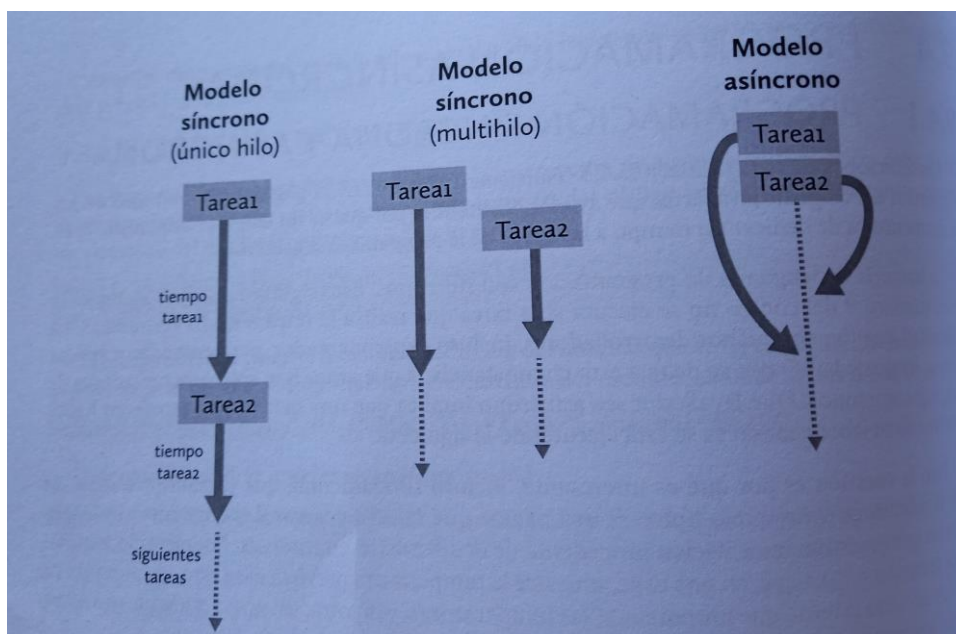 Modelo
síncrono
(único hilo)
Tarea1
tiempo
tarea1
Tarea2
tiempo
tarea2
siguientes
tareas
Modelo
síncrono
(multihilo)
Tarea1
Tarea2
Modelo
asíncrono
Tarea1
Tarea2